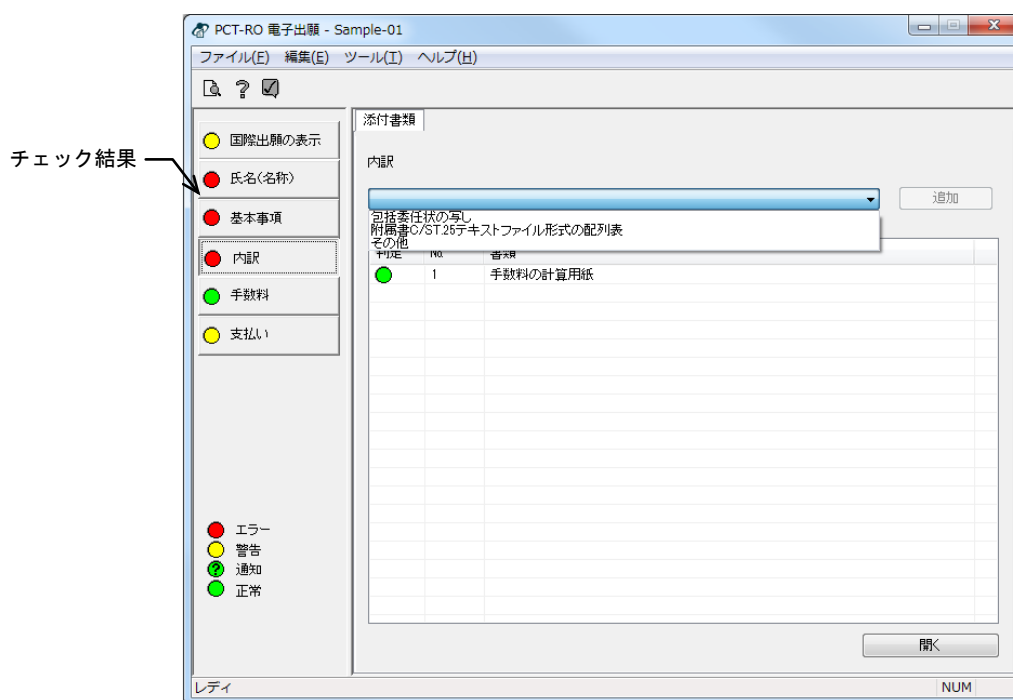 PCT-RO 電子出願 - Sample-01
ファイル(F) 編集(E) ツール(T) ヘルプ(H)
チェック結果
国際出願の表示
氏名(名称)
基本事項
内訳
手数料
支払い
エラー
警告
通知
正常
添付書類
内訳
追加
包括委任状の写し
附属書C/ST.25テキストファイル形式の配列表
その他
判定 No. 書類
1 手数料の計算用紙
開く
レディ NUM